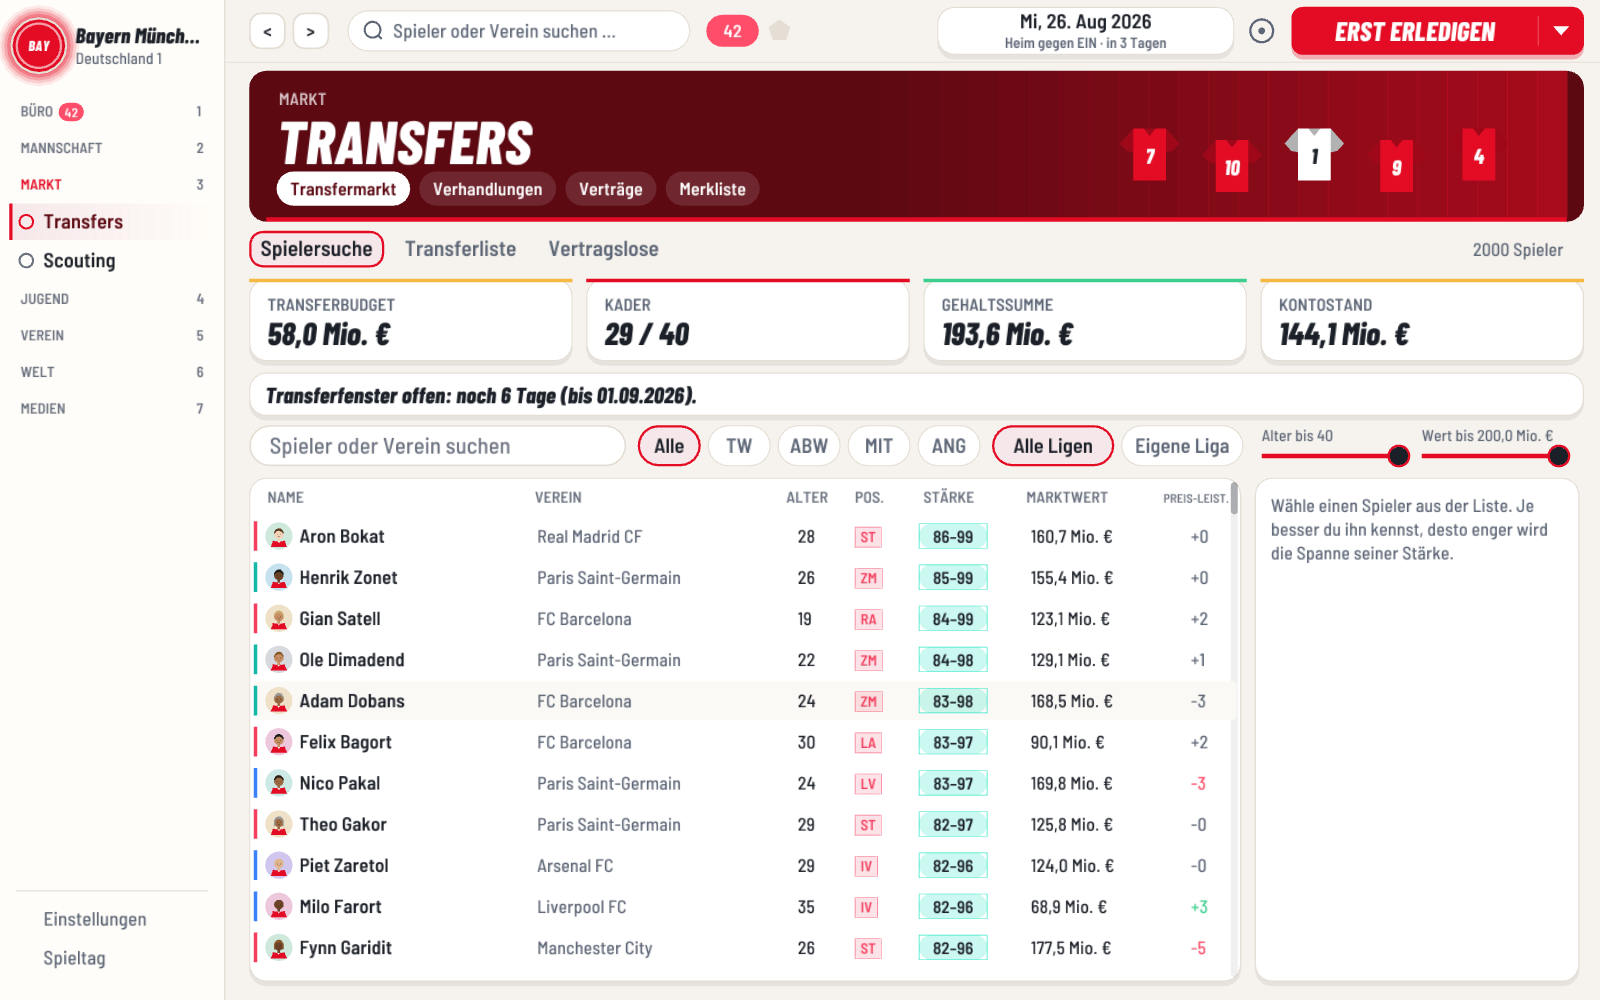 BAY
Bayern Münch...
Deutschland 1
BÜRO 42 1
MANNSCHAFT 2
MARKT 3
Transfers
Scouting
JUGEND 4
VEREIN 5
WELT 6
MEDIEN 7
Einstellungen
Spieltag
< > Spieler oder Verein suchen ... 42
Mi, 26. Aug 2026
Heim gegen EIN · in 3 Tagen
ERST ERLEDIGEN
MARKT
TRANSFERS
Transfermarkt Verhandlungen Verträge Merkliste
7 10 1 9 4
Spielersuche Transferliste Vertragslose 2000 Spieler
TRANSFERBUDGET
58,0 Mio. €
KADER
29 / 40
GEHALTSSUMME
193,6 Mio. €
KONTOSTAND
144,1 Mio. €
Transferfenster offen: noch 6 Tage (bis 01.09.2026).
Spieler oder Verein suchen Alle TW ABW MIT ANG Alle Ligen Eigene Liga Alter bis 40 Wert bis 200,0 Mio. €
NAME VEREIN ALTER POS. STÄRKE MARKTWERT PREIS-LEIST.
Aron Bokat Real Madrid CF 28 ST 86–99 160,7 Mio. € +0
Henrik Zonet Paris Saint-Germain 26 ZM 85–99 155,4 Mio. € +0
Gian Satell FC Barcelona 19 RA 84–99 123,1 Mio. € +2
Ole Dimadend Paris Saint-Germain 22 ZM 84–98 129,1 Mio. € +1
Adam Dobans FC Barcelona 24 ZM 83–98 168,5 Mio. € -3
Felix Bagort FC Barcelona 30 LA 83–97 90,1 Mio. € +2
Nico Pakal Paris Saint-Germain 24 LV 83–97 169,8 Mio. € -3
Theo Gakor Paris Saint-Germain 29 ST 82–97 125,8 Mio. € -0
Piet Zaretol Arsenal FC 29 IV 82–96 124,0 Mio. € -0
Milo Farort Liverpool FC 35 IV 82–96 68,9 Mio. € +3
Fynn Garidit Manchester City 26 ST 82–96 177,5 Mio. € -5
Wähle einen Spieler aus der Liste. Je
besser du ihn kennst, desto enger wird
die Spanne seiner Stärke.